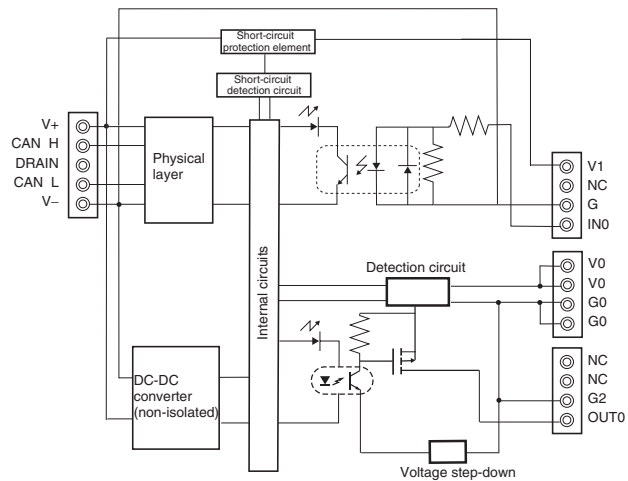 Short-circuit
protection element
Short-circuit
detection circuit
V+
CAN H
DRAIN
CAN L
V–
Physical
layer
V1
NC
G
IN0
Internal circuits
Detection circuit
V0
V0
G0
G0
DC-DC
converter
(non-isolated)
NC
NC
G2
OUT0
Voltage step-down